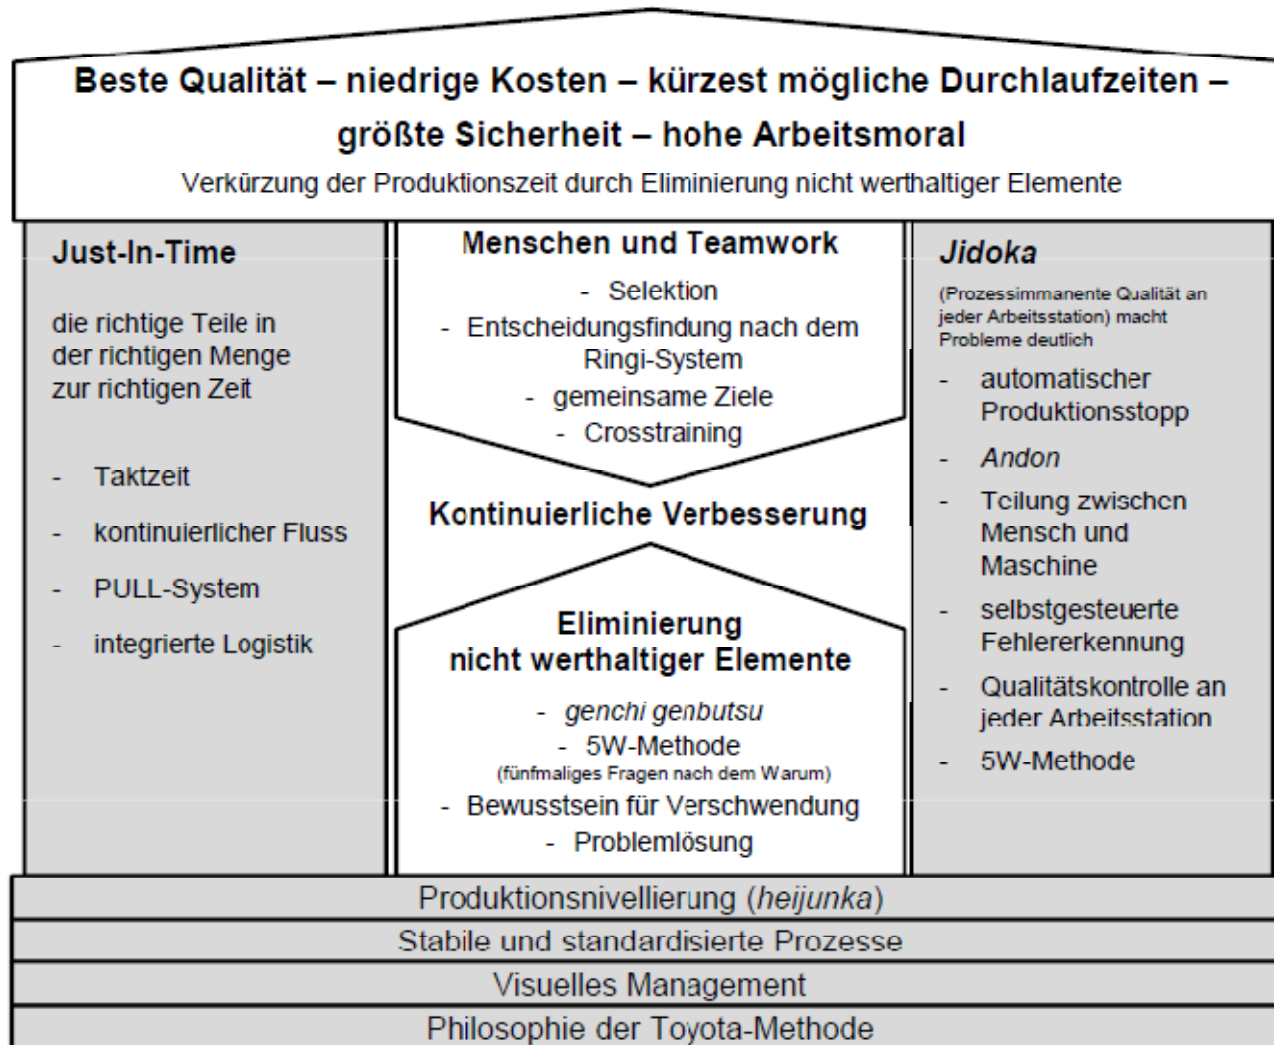 Beste Qualität – niedrige Kosten – kürzest mögliche Durchlaufzeiten –
größte Sicherheit – hohe Arbeitsmoral
Verkürzung der Produktionszeit durch Eliminierung nicht werthaltiger Elemente
Just-In-Time
die richtige Teile in
der richtigen Menge
zur richtigen Zeit
- Taktzeit
- kontinuierlicher Fluss
- PULL-System
- integrierte Logistik
Menschen und Teamwork
- Selektion
- Entscheidungsfindung nach dem
Ringi-System
- gemeinsame Ziele
- Crosstraining
Kontinuierliche Verbesserung
Eliminierung
nicht werthaltiger Elemente
- genchi genbutsu
- 5W-Methode
(fünfmaliges Fragen nach dem Warum)
- Bewusstsein für Verschwendung
- Problemlösung
Jidoka
(Prozessimmanente Qualität an
jeder Arbeitsstation) macht
Probleme deutlich
- automatischer
Produktionsstopp
- Andon
- Teilung zwischen
Mensch und
Maschine
- selbstgesteuerte
Fehlererkennung
- Qualitätskontrolle an
jeder Arbeitsstation
- 5W-Methode
Produktionsnivellierung (heijunka)
Stabile und standardisierte Prozesse
Visuelles Management
Philosophie der Toyota-Methode